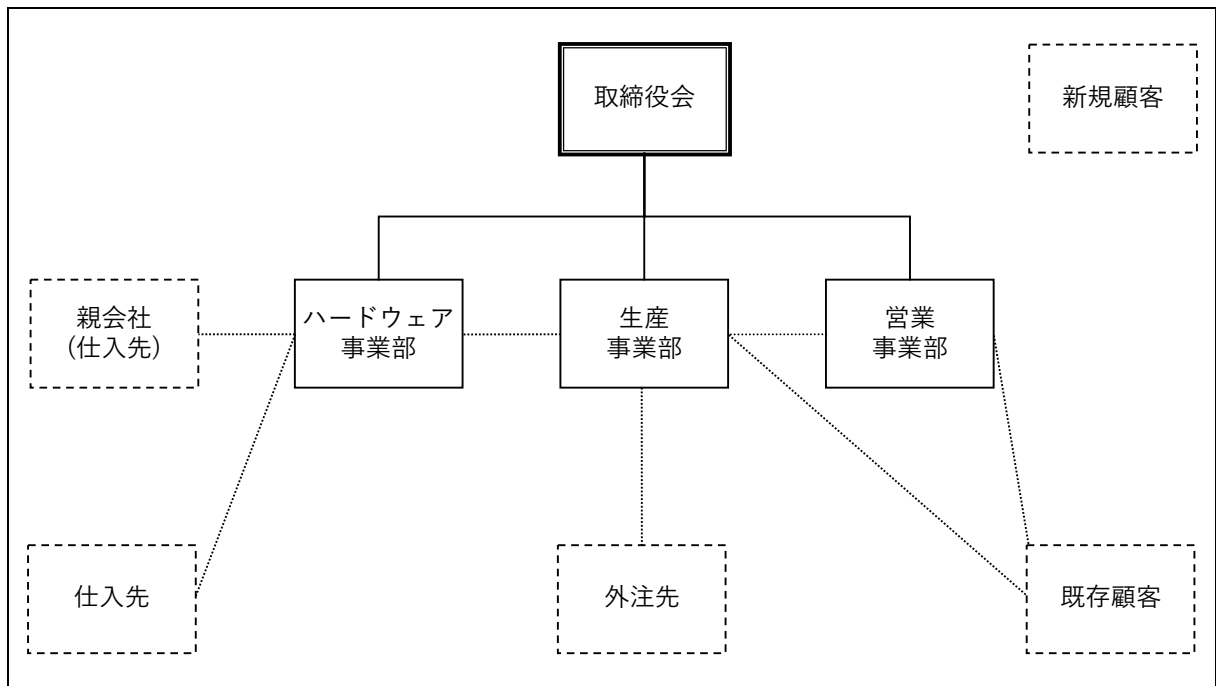 取締役会
新規顧客
親会社
(仕入先)
ハードウェア
事業部
生産
事業部
営業
事業部
仕入先
外注先
既存顧客